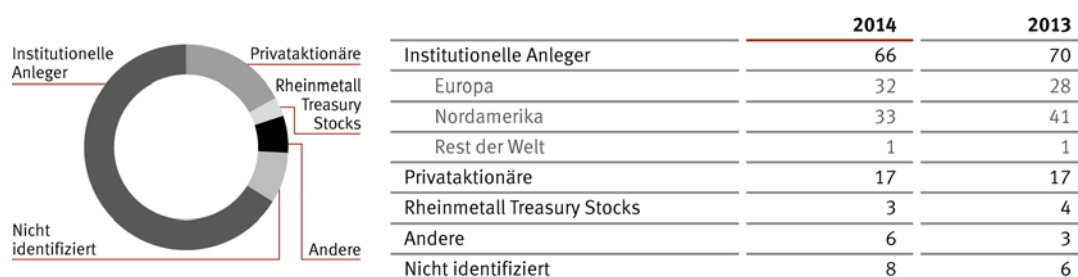 Institutionelle
Anleger
Privataktionäre
Rheinmetall
Treasury
Stocks
Nicht
identifiziert
Andere
2014 2013
Institutionelle Anleger 66 70
Europa 32 28
Nordamerika 33 41
Rest der Welt 1 1
Privataktionäre 17 17
Rheinmetall Treasury Stocks 3 4
Andere 6 3
Nicht identifiziert 8 6